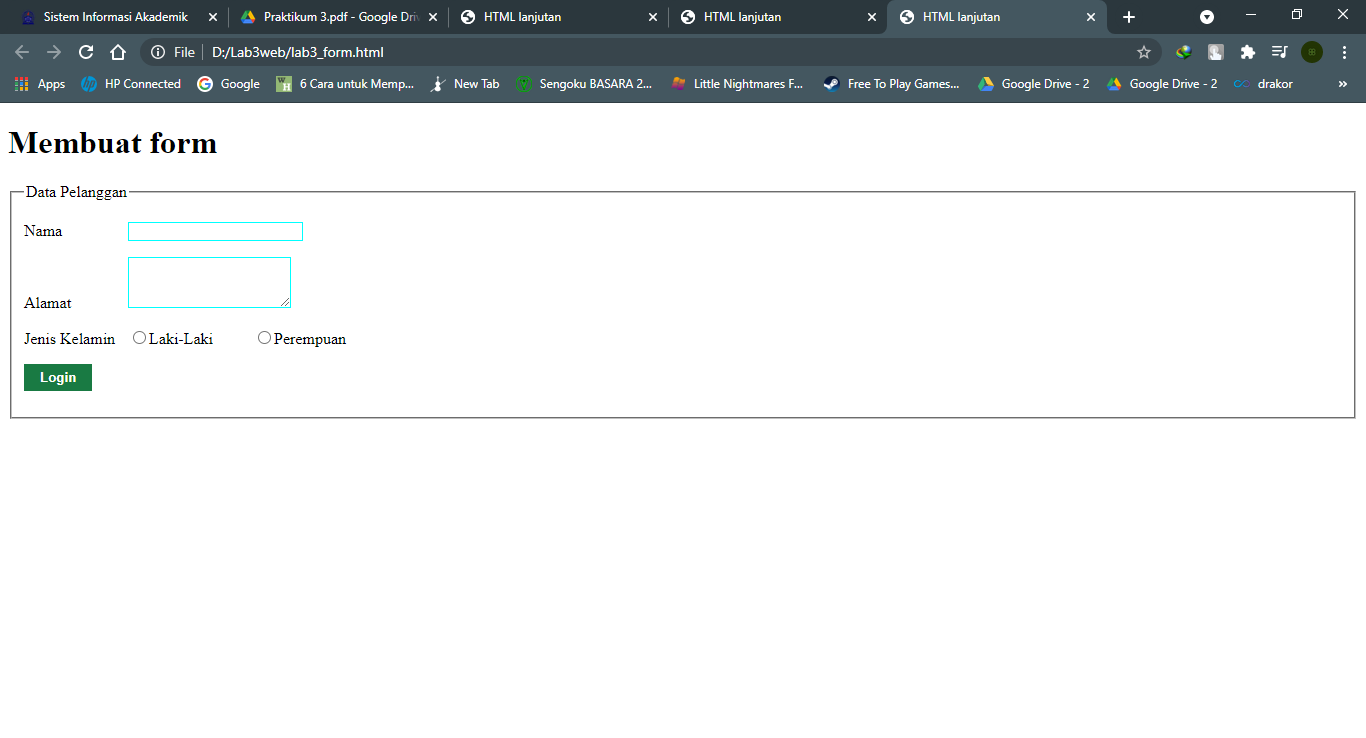 Sistem Informasi Akademik
Praktikum 3.pdf - Google Dri
HTML lanjutan
HTML lanjutan
HTML lanjutan
File
D:/Lab3web/lab3_form.html
Apps
HP Connected
Google
6 Cara untuk Memp...
New Tab
Sengoku BASARA 2...
Little Nightmares F...
Free To Play Games...
Google Drive - 2
Google Drive - 2
drakor
»
Membuat form
Data Pelanggan
Nama
Alamat
Jenis Kelamin Laki-Laki Perempuan
Login